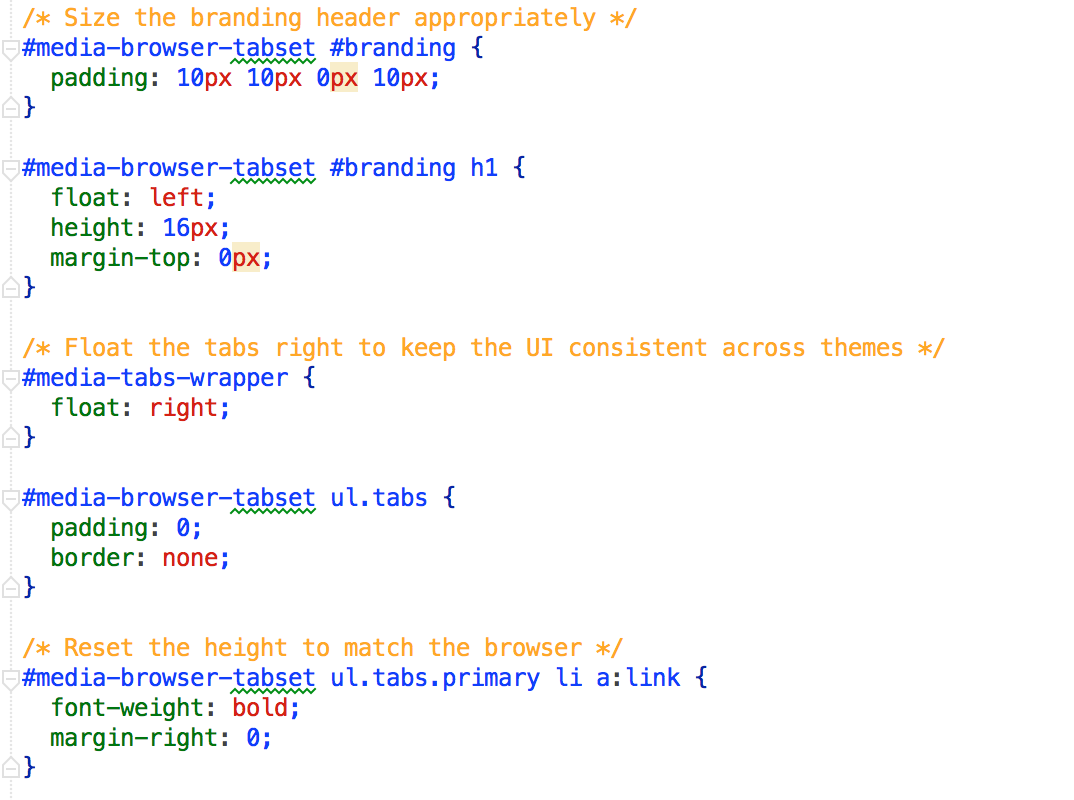 /* Size the branding header appropriately */
#media-browser-tabset #branding {
  padding: 10px 10px 0px 10px;
}

#media-browser-tabset #branding h1 {
  float: left;
  height: 16px;
  margin-top: 0px;
}

/* Float the tabs right to keep the UI consistent across themes */
#media-tabs-wrapper {
  float: right;
}

#media-browser-tabset ul.tabs {
  padding: 0;
  border: none;
}

/* Reset the height to match the browser */
#media-browser-tabset ul.tabs.primary li a:link {
  font-weight: bold;
  margin-right: 0;
}